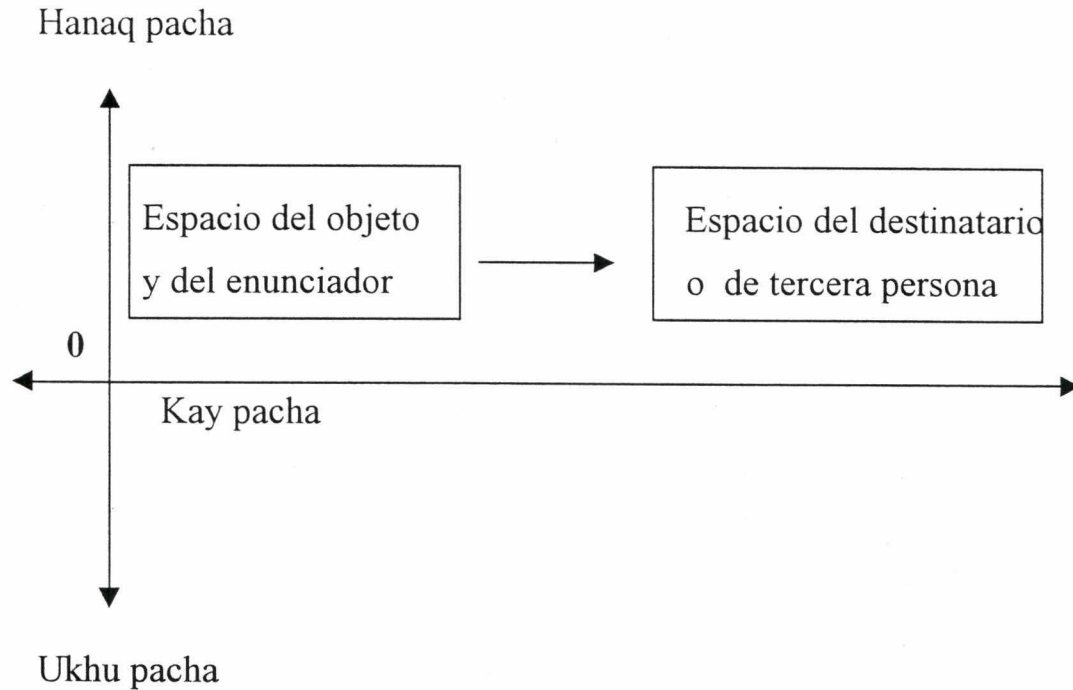 Hanaq pacha
Espacio del objeto
y del enunciador
Espacio del destinatario
o de tercera persona
0
Kay pacha
Ukhu pacha